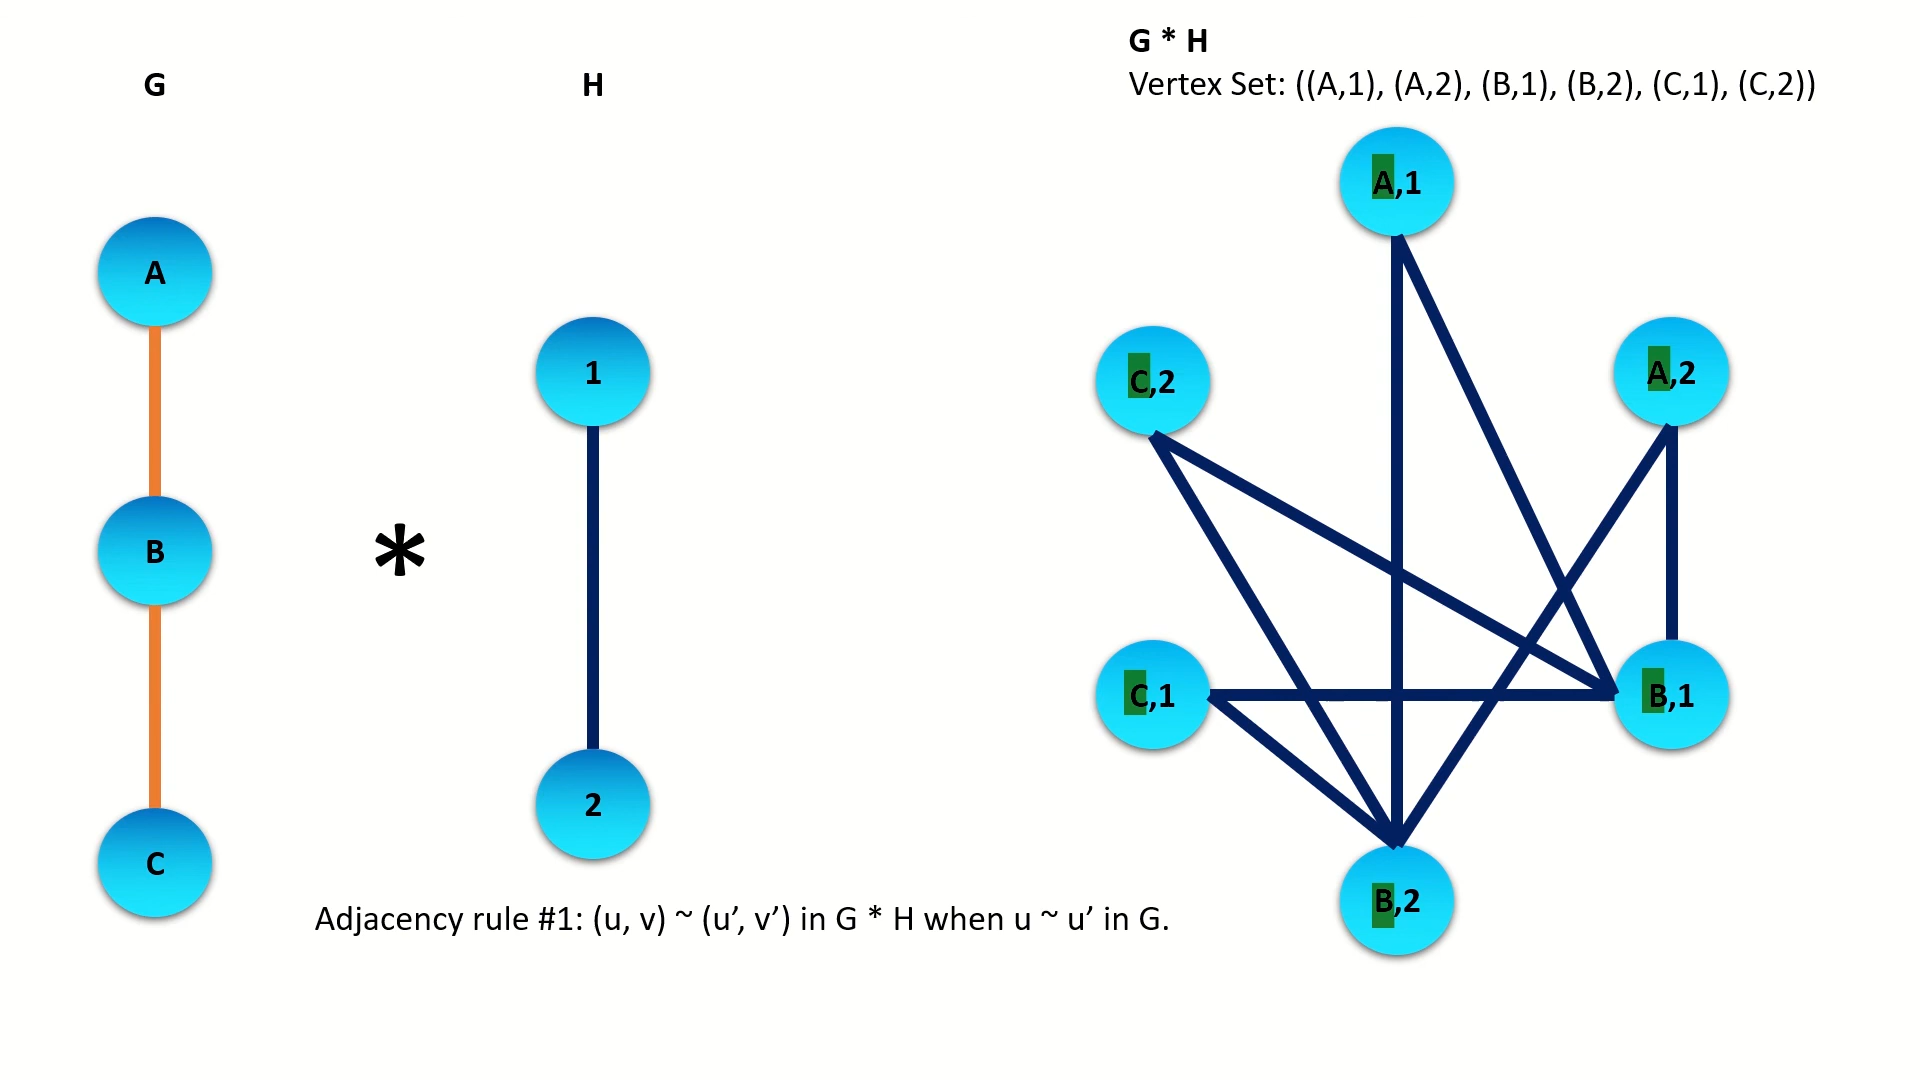 G
H
G * H
Vertex Set: ((A,1), (A,2), (B,1), (B,2), (C,1), (C,2))
A
B
C
*
1
2
A,1
C,2
A,2
C,1
B,1
B,2
Adjacency rule #1: (u, v) ~ (u’, v’) in G * H when u ~ u’ in G.